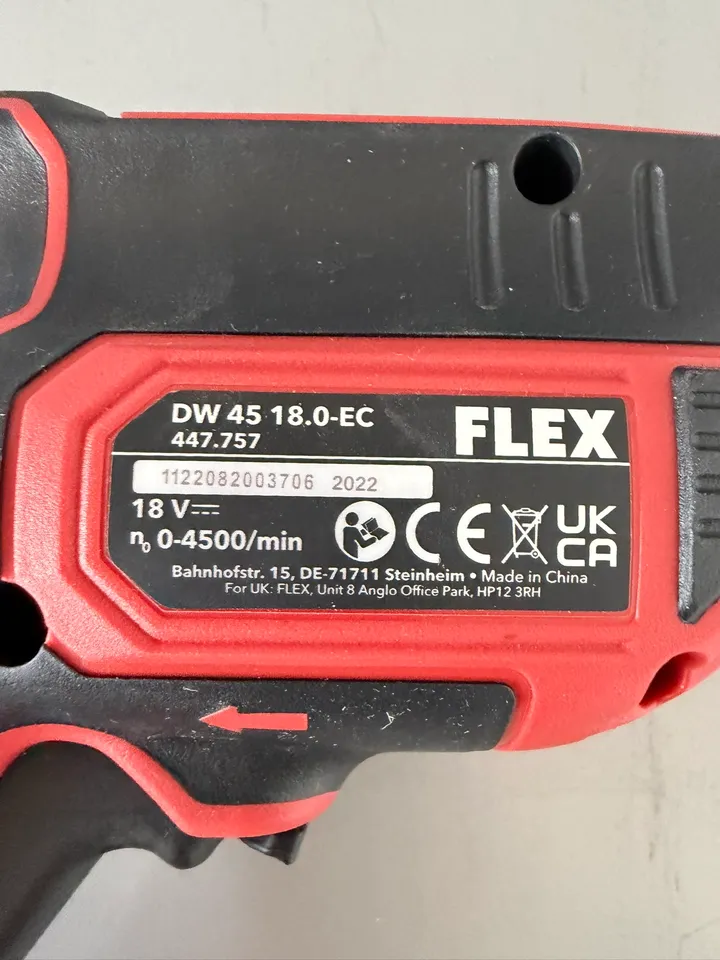 DW 45 18.0-EC
447.757
FLEX
1122082003706 2022
18 V⎓
n₀ 0-4500/min
CE
UK
CA
Bahnhofstr. 15, DE-71711 Steinheim • Made in China
For UK: FLEX, Unit 8 Anglo Office Park, HP12 3RH